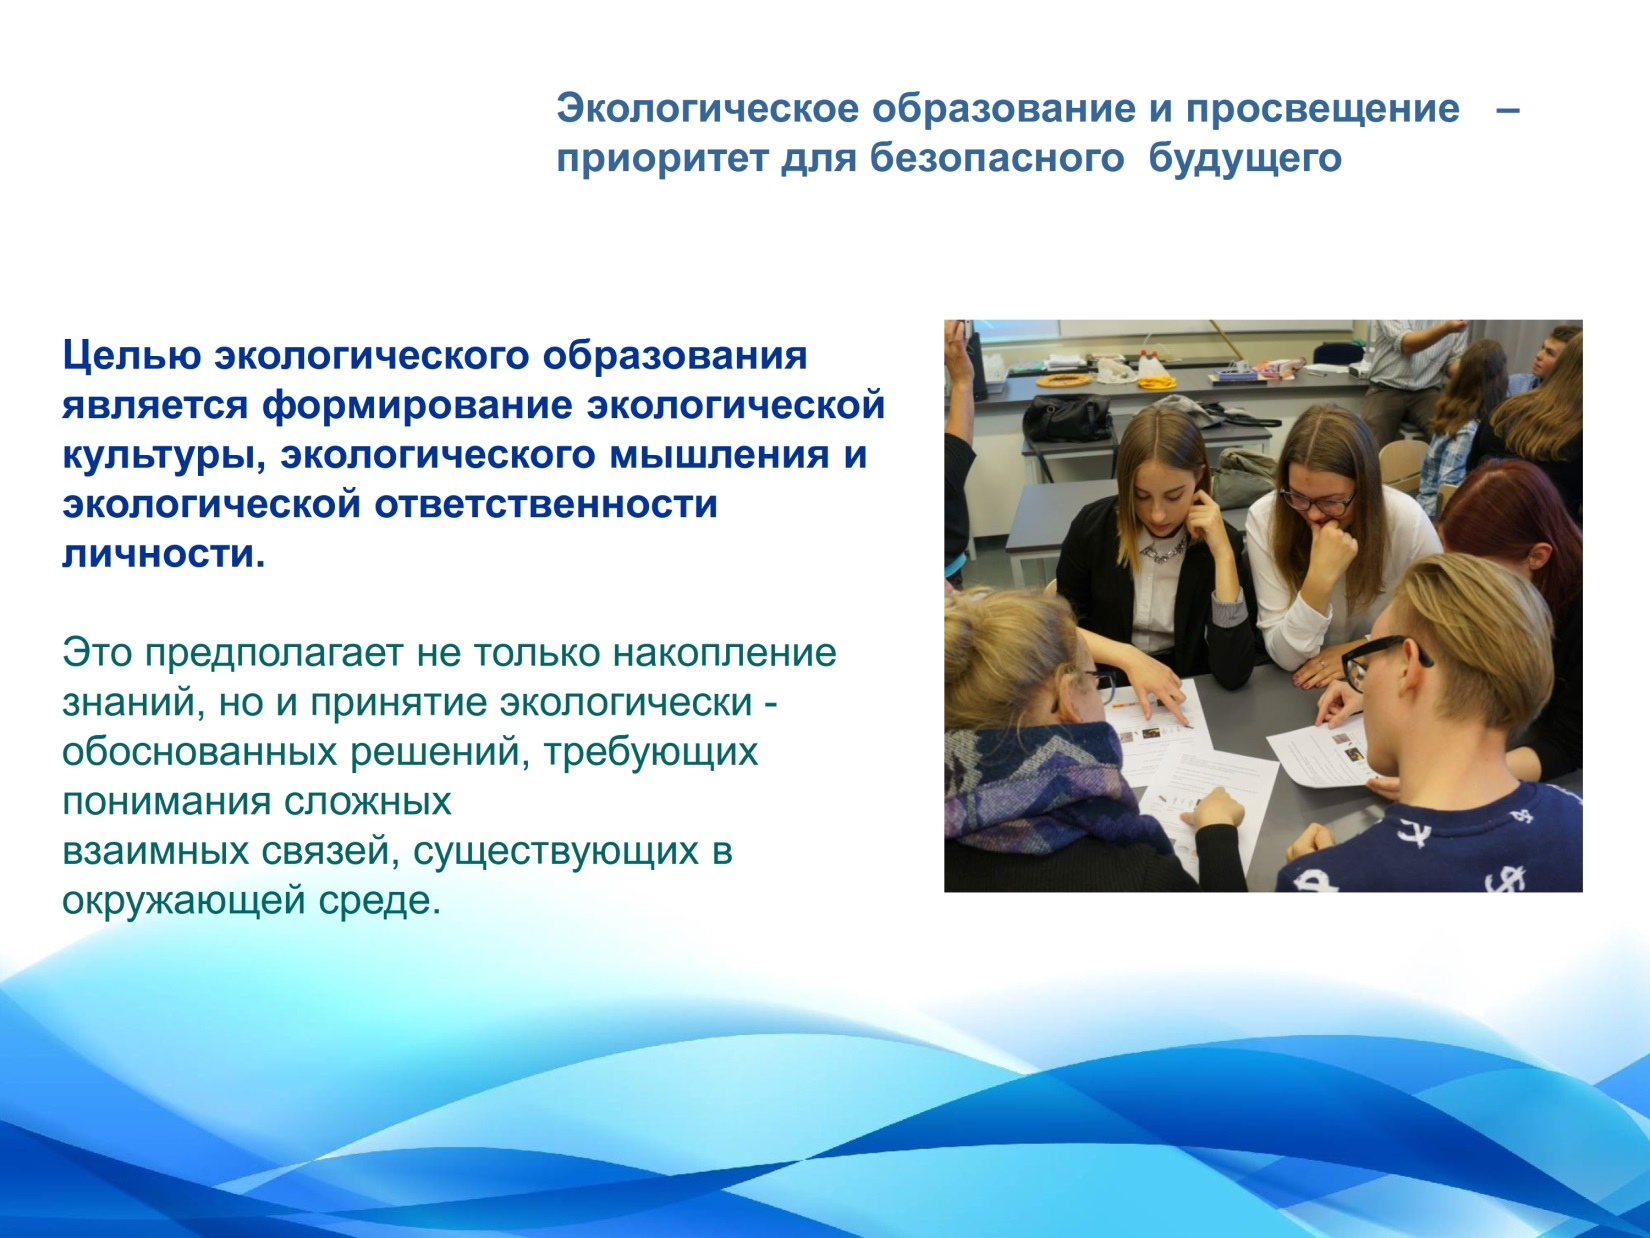 Экологическое образование и просвещение –
приоритет для безопасного будущего
Целью экологического образования
является формирование экологической
культуры, экологического мышления и
экологической ответственности
личности.
Это предполагает не только накопление
знаний, но и принятие экологически -
обоснованных решений, требующих
понимания сложных
взаимных связей, существующих в
окружающей среде.